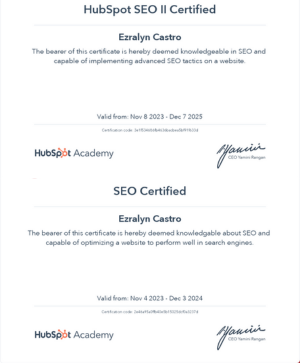 HubSpot SEO II Certified
Ezralyn Castro
The bearer of this certificate is hereby deemed knowledgeable in SEO and
capable of implementing advanced SEO tactics on a website.
Valid from: Nov 8 2023 - Dec 7 2025
Certification code:
HubSpot Academy
CEO Yamini Rangan
SEO Certified
Ezralyn Castro
The bearer of this certificate is hereby deemed knowledgable about SEO and
capable of optimizing a website to perform well in search engines.
Valid from: Nov 4 2023 - Dec 3 2024
Certification code:
HubSpot Academy
CEO Yamini Rangan